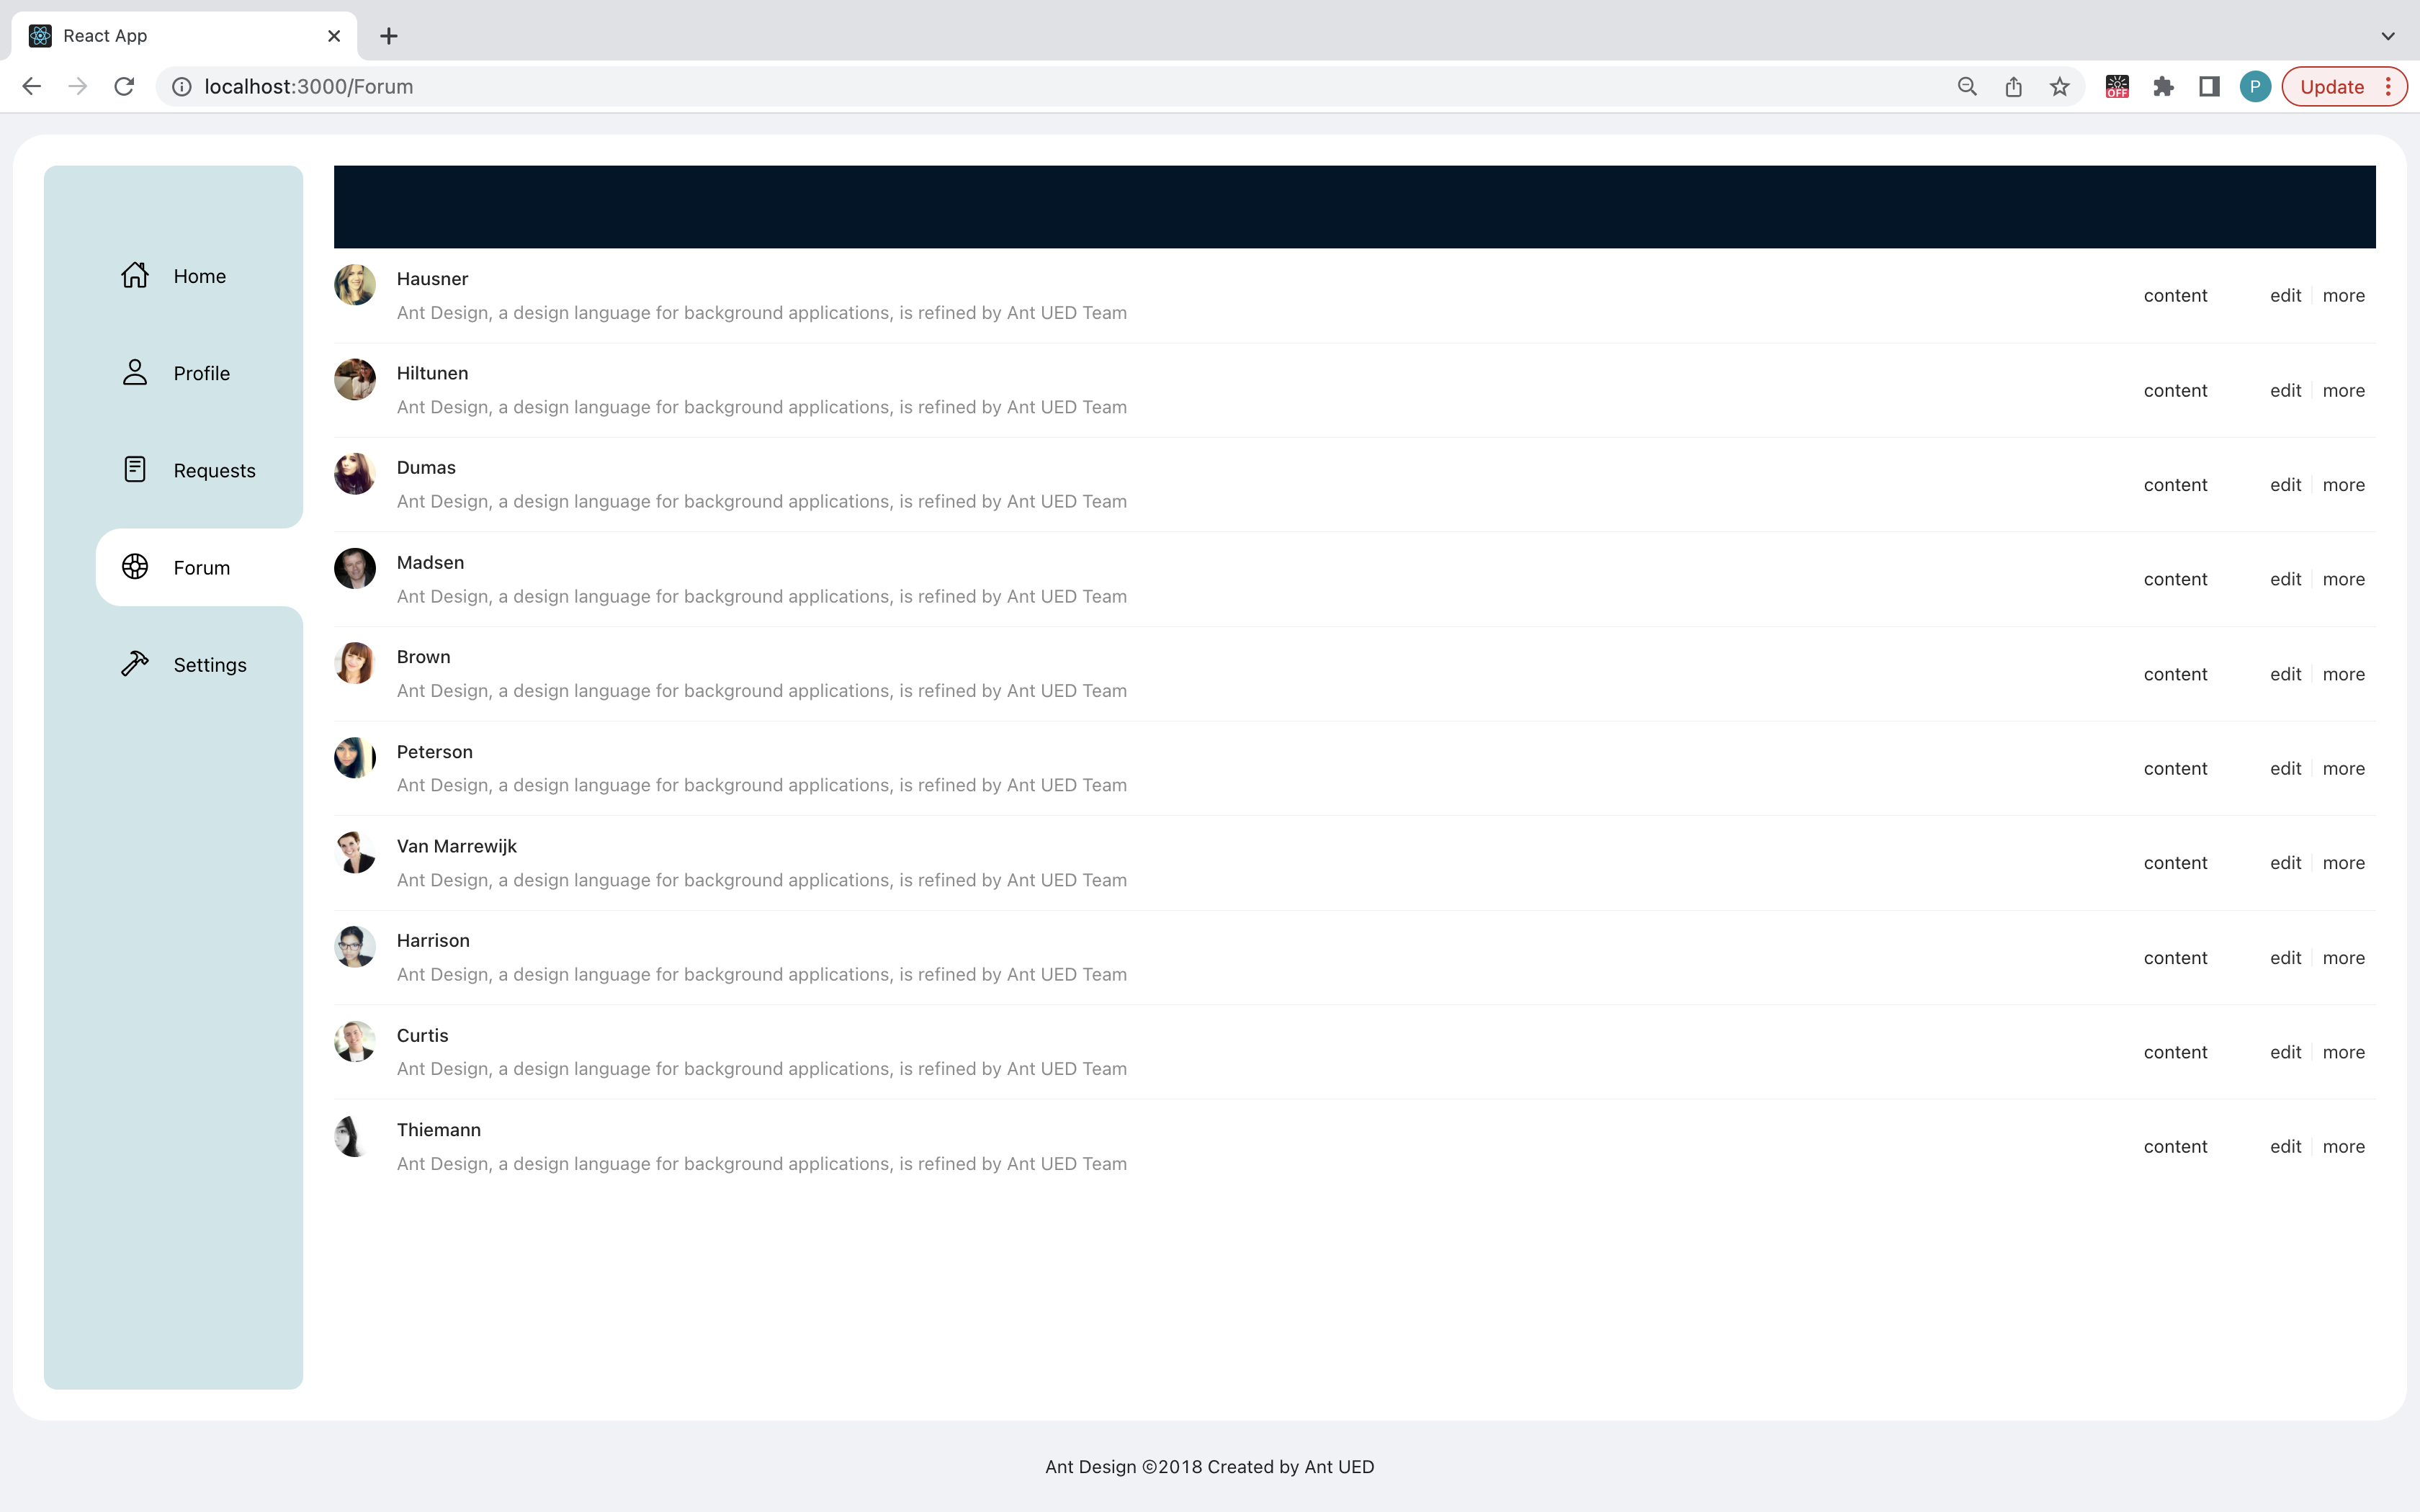 React App
localhost:3000/Forum
OFF
P
Update
Home
Profile
Requests
Forum
Settings
Hausner
Ant Design, a design language for background applications, is refined by Ant UED Team
content edit more
Hiltunen
Ant Design, a design language for background applications, is refined by Ant UED Team
content edit more
Dumas
Ant Design, a design language for background applications, is refined by Ant UED Team
content edit more
Madsen
Ant Design, a design language for background applications, is refined by Ant UED Team
content edit more
Brown
Ant Design, a design language for background applications, is refined by Ant UED Team
content edit more
Peterson
Ant Design, a design language for background applications, is refined by Ant UED Team
content edit more
Van Marrewijk
Ant Design, a design language for background applications, is refined by Ant UED Team
content edit more
Harrison
Ant Design, a design language for background applications, is refined by Ant UED Team
content edit more
Curtis
Ant Design, a design language for background applications, is refined by Ant UED Team
content edit more
Thiemann
Ant Design, a design language for background applications, is refined by Ant UED Team
content edit more
Ant Design ©2018 Created by Ant UED